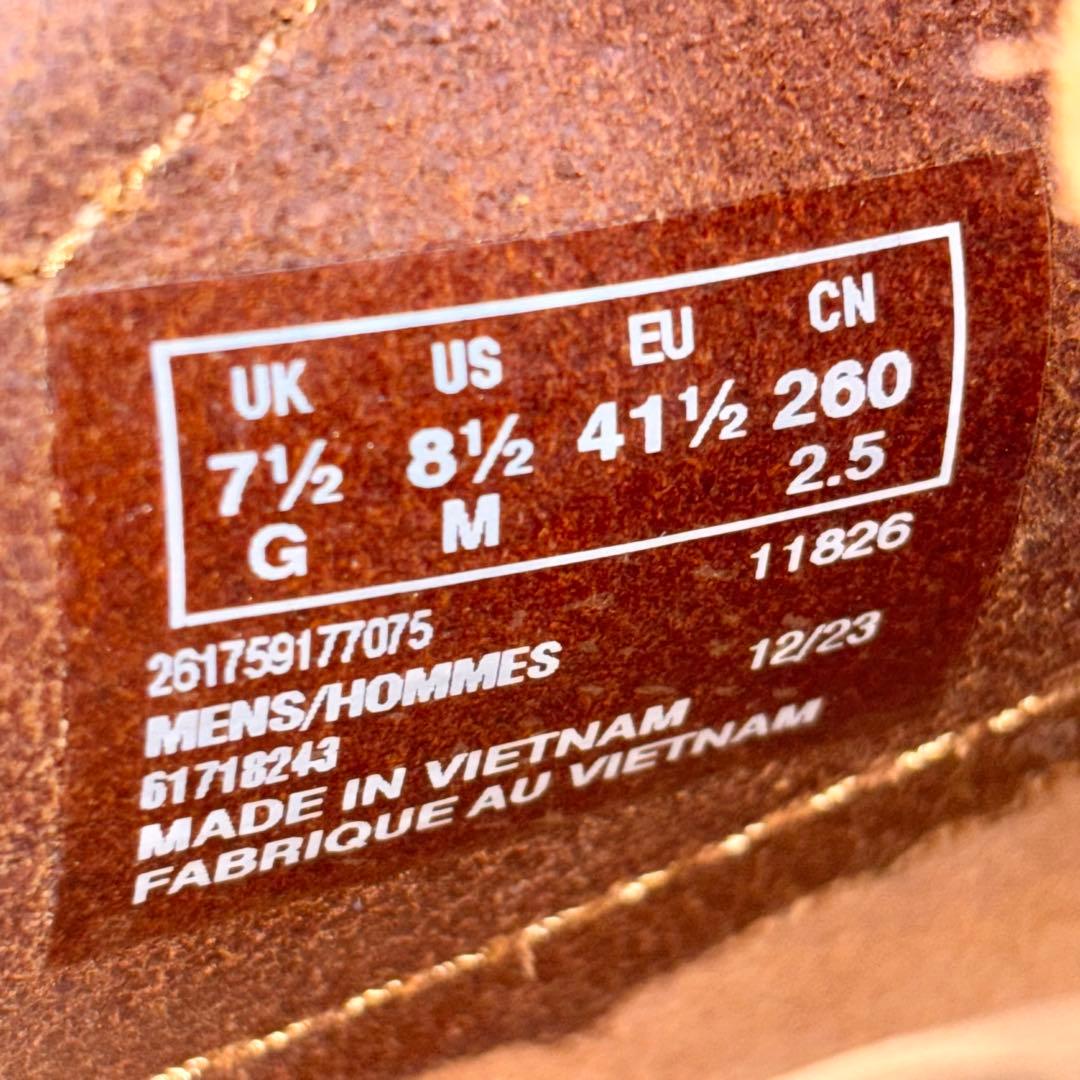 UK US EU CN
7½ 8½ 41½ 260
G M 2.5
11826
261759177075
MENS/HOMMES 12/23
61718243
MADE IN VIETNAM
FABRIQUE AU VIETNAM